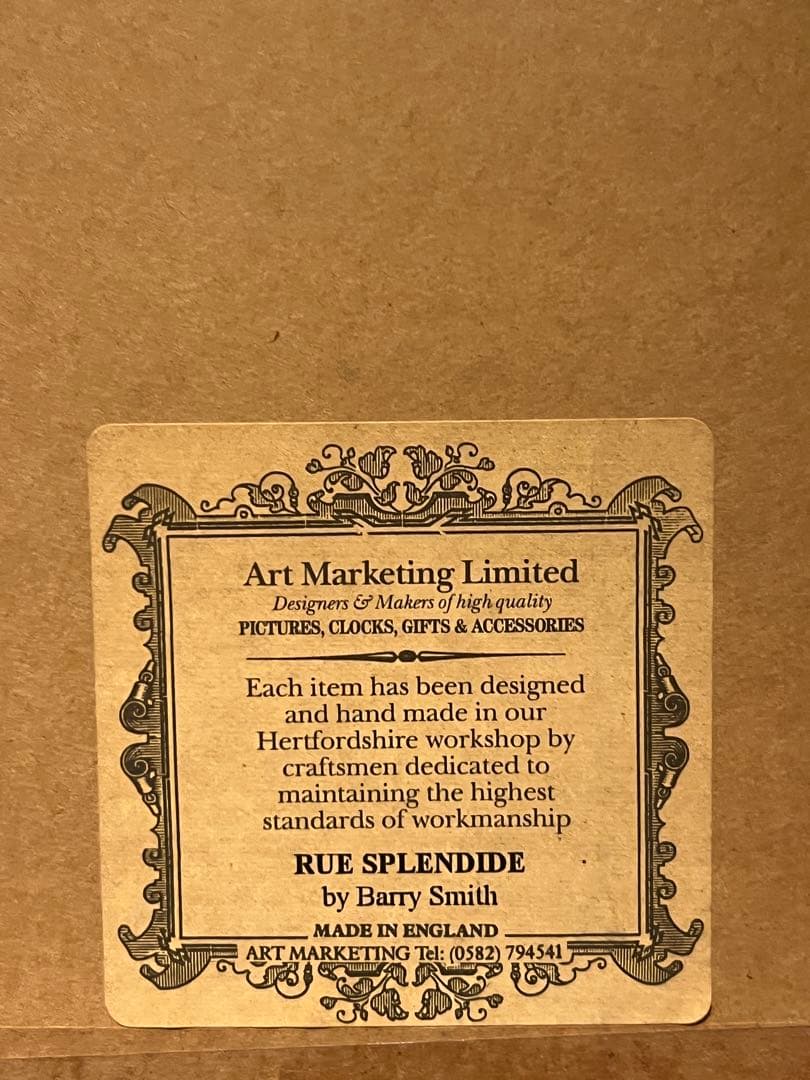 Art Marketing Limited
Designers & Makers of high quality
PICTURES, CLOCKS, GIFTS & ACCESSORIES
Each item has been designed
and hand made in our
Hertfordshire workshop by
craftsmen dedicated to
maintaining the highest
standards of workmanship
RUE SPLENDIDE
by Barry Smith
MADE IN ENGLAND
ART MARKETING Tel: (0582) 794541